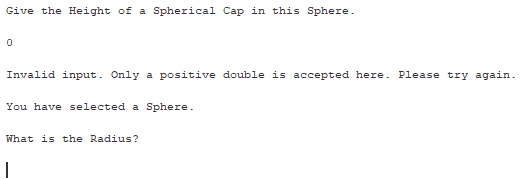 Give the Height of a Spherical Cap in this Sphere.
0
Invalid input. Only a positive double is accepted here. Please try again.
You have selected a Sphere.
What is the Radius?